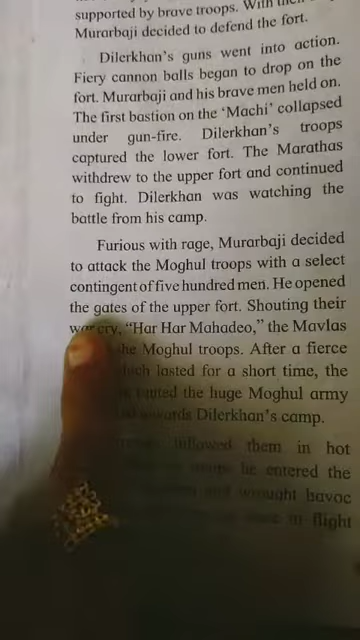 supported by brave troops. With
Murarbaji decided to defend the fort.
Dilerkhan's guns went into action.
Fiery cannon balls began to drop on the
fort. Murarbaji and his brave men held on.
The first bastion on the ‘Machi’ collapsed
under gun-fire. Dilerkhan's troops
captured the lower fort. The Marathas
withdrew to the upper fort and continued
to fight. Dilerkhan was watching the
battle from his camp.
Furious with rage, Murarbaji decided
to attack the Moghul troops with a select
contingent of five hundred men. He opened
the gates of the upper fort. Shouting their
war cry, “Har Har Mahadeo,” the Mavlas
the Moghul troops. After a fierce
which lasted for a short time, the
routed the huge Moghul army
towards Dilerkhan's camp.
followed them in hot
he entered the
and wrought havoc
in flight